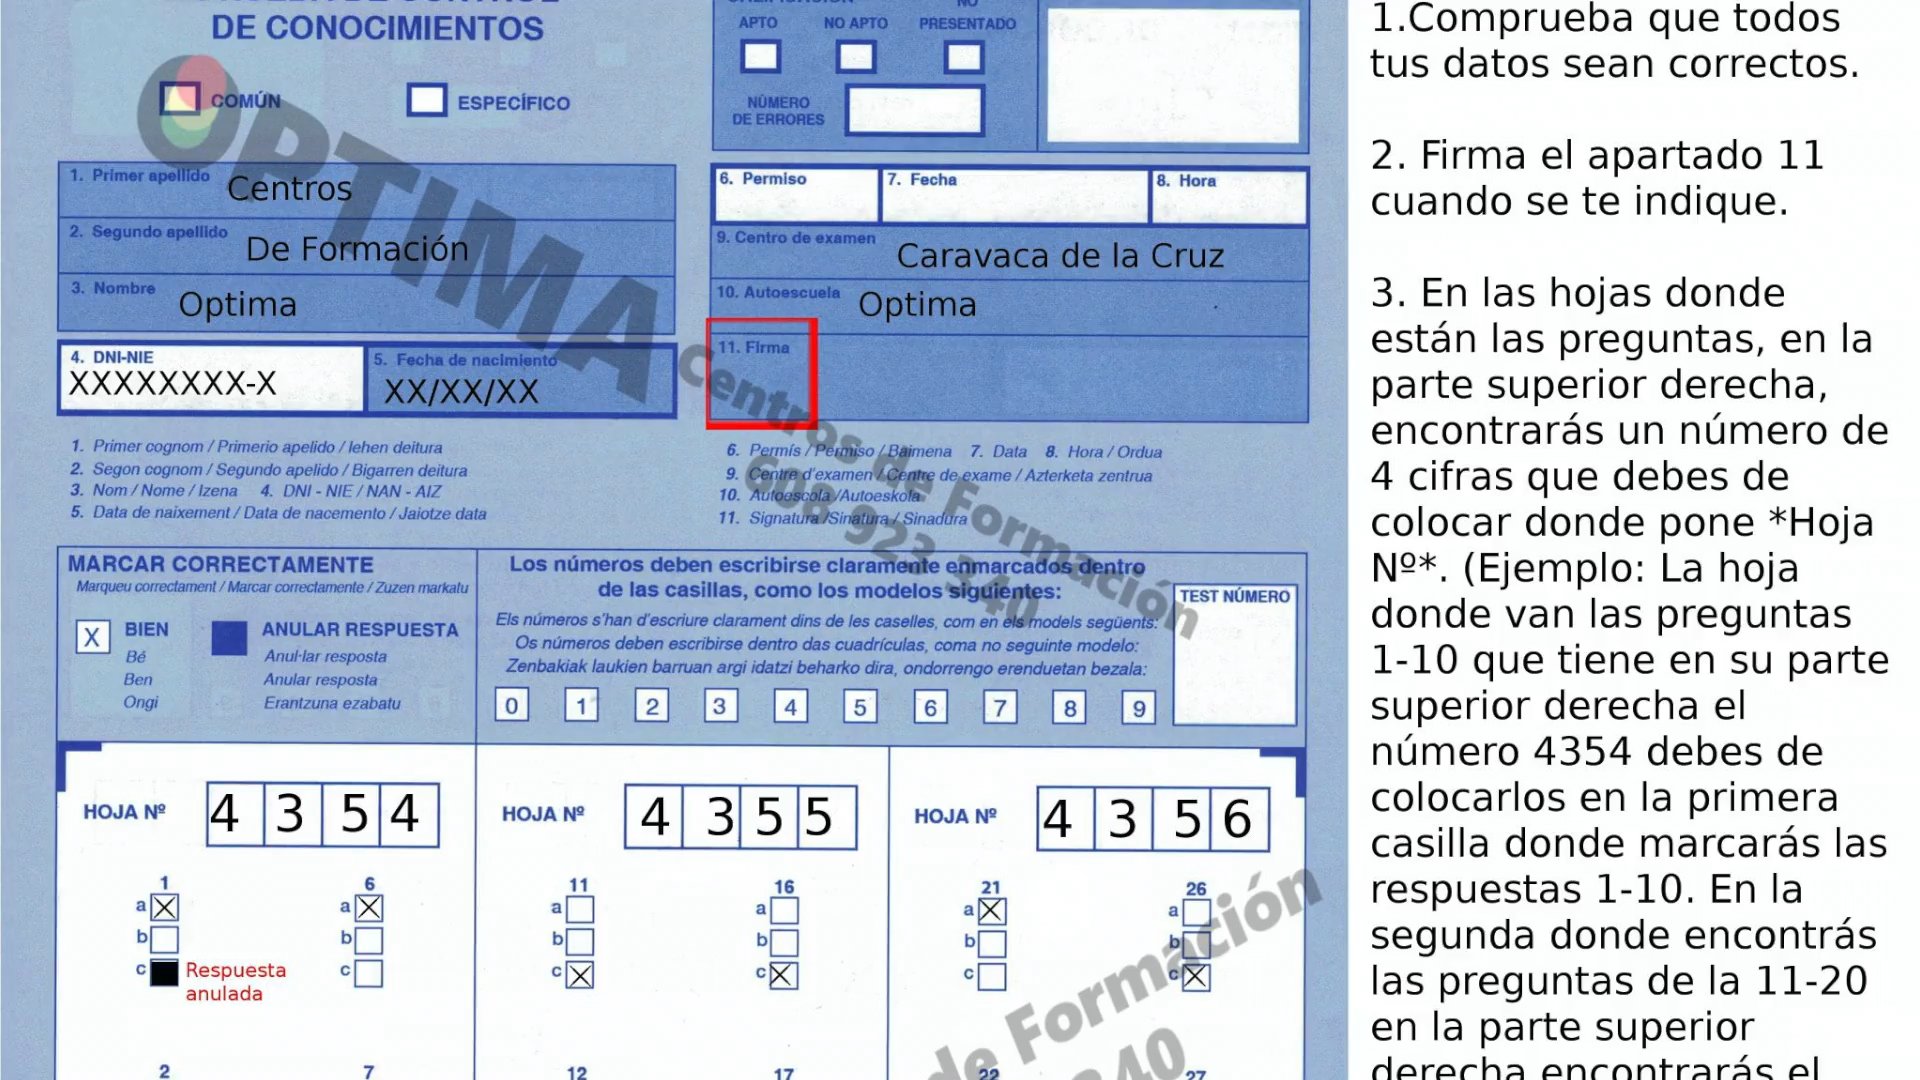 DE CONOCIMIENTOS
COMÚN
ESPECÍFICO
APTO
NO APTO
NO
PRESENTADO
NÚMERO
DE ERRORES
1. Primer apellido Centros
2. Segundo apellido De Formación
3. Nombre Optima
4. DNI-NIE
XXXXXXXX-X
5. Fecha de nacimiento
XX/XX/XX
6. Permiso
7. Fecha
8. Hora
9. Centro de examen Caravaca de la Cruz
10. Autoescuela Optima
11. Firma
OPTIMA
Centros de Formación
608 923 340
1. Primer cognom / Primerio apelido / lehen deitura
2. Segon cognom / Segundo apelido / Bigarren deitura
3. Nom / Nome / Izena 4. DNI - NIE / NAN - AIZ
5. Data de naixement / Data de nacemento / Jaiotze data
6. Permís / Permiso / Baimena 7. Data 8. Hora / Ordua
9. Centre d'examen / Centre de exame / Azterketa zentrua
10. Autoescola /Autoeskola
11. Signatura /Sinatura / Sinadura
MARCAR CORRECTAMENTE
Marqueu correctament / Marcar correctamente / Zuzen markatu
X BIEN
Bé
Ben
Ongi
ANULAR RESPUESTA
Anul·lar resposta
Anular resposta
Erantzuna ezabatu
Los números deben escribirse claramente enmarcados dentro
de las casillas, como los modelos siguientes:
Els números s'han d'escriure clarament dins de les caselles, com en els models següents:
Os números deben escribirse dentro das cuadrículas, coma no seguinte modelo:
Zenbakiak laukien barruan argi idatzi beharko dira, ondorrengo erenduetan bezala:
0 1 2 3 4 5 6 7 8 9
TEST NÚMERO
HOJA Nº 4 3 5 4
HOJA Nº 4 3 5 5
HOJA Nº 4 3 5 6
1
a
b
c Respuesta
anulada
6
a
b
c
11
a
b
c
16
a
b
c
21
a
b
c
26
a
b
c
2 7 12 17 22 27
de Formación
340
1.Comprueba que todos
tus datos sean correctos.
2. Firma el apartado 11
cuando se te indique.
3. En las hojas donde
están las preguntas, en la
parte superior derecha,
encontrarás un número de
4 cifras que debes de
colocar donde pone *Hoja
Nº*. (Ejemplo: La hoja
donde van las preguntas
1-10 que tiene en su parte
superior derecha el
número 4354 debes de
colocarlos en la primera
casilla donde marcarás las
respuestas 1-10. En la
segunda donde encontrás
las preguntas de la 11-20
en la parte superior
derecha encontrarás el